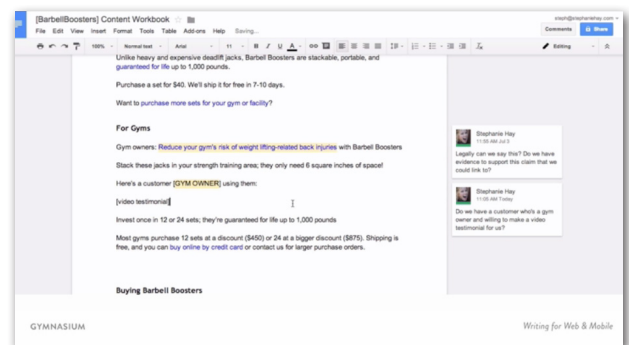 [BarbellBoosters] Content Workbook
steph@stephaniehay.com
File Edit View Insert Format Tools Table Add-ons Help Saving...
Comments
Share
100%
Normal text
Arial
11
B I U A
Editing
Unlike heavy and expensive deadlift jacks, Barbell Boosters are stackable, portable, and
guaranteed for life up to 1,000 pounds.
Purchase a set for $40. We'll ship it for free in 7-10 days.
Want to purchase more sets for your gym or facility?
For Gyms
Gym owners: Reduce your gym's risk of weight lifting-related back injuries with Barbell Boosters
Stack these jacks in your strength training area; they only need 6 square inches of space!
Here's a customer [GYM OWNER] using them:
[video testimonial]
Invest once in 12 or 24 sets; they're guaranteed for life up to 1,000 pounds
Most gyms purchase 12 sets at a discount ($450) or 24 at a bigger discount ($875). Shipping is
free, and you can buy online by credit card or contact us for larger purchase orders.
Buying Barbell Boosters
Stephanie Hay
11:55 AM Jul 3
Legally can we say this? Do we have
evidence to support this claim that we
could link to?
Stephanie Hay
11:55 AM Today
Do we have a customer who's a gym
owner and willing to make a video
testimonial for us?
GYMNASIUM
Writing for Web & Mobile